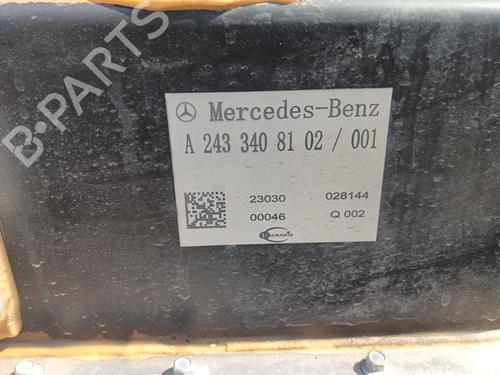 B-PARTS
Mercedes-Benz
A 243 340 81 02 / 001
23030 028144
00046 Q 002